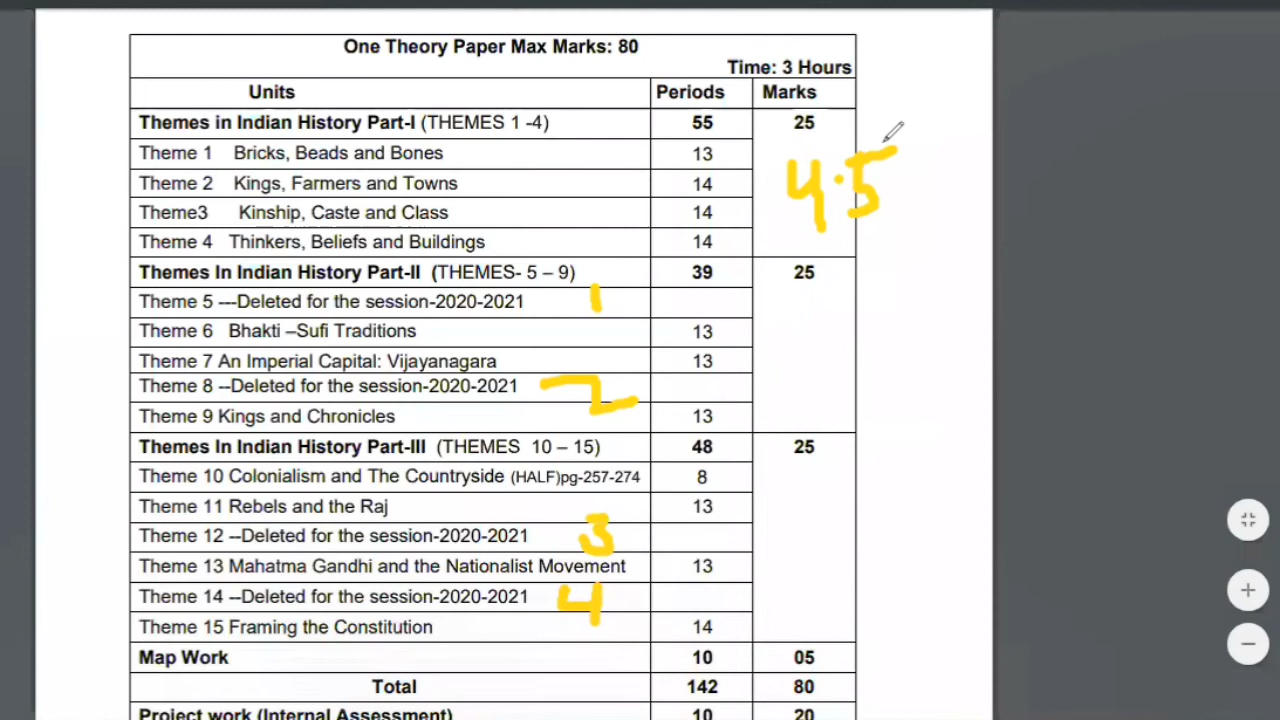 One Theory Paper Max Marks: 80
Time: 3 Hours
Units Periods Marks
Themes in Indian History Part-I (THEMES 1 -4) 55 25
Theme 1 Bricks, Beads and Bones 13
4.5
Theme 2 Kings, Farmers and Towns 14
Theme3 Kinship, Caste and Class 14
Theme 4 Thinkers, Beliefs and Buildings 14
Themes In Indian History Part-II (THEMES- 5 – 9) 39 25
Theme 5 ---Deleted for the session-2020-2021 1
Theme 6 Bhakti –Sufi Traditions 13
Theme 7 An Imperial Capital: Vijayanagara 13
Theme 8 --Deleted for the session-2020-2021 2
Theme 9 Kings and Chronicles 13
Themes In Indian History Part-III (THEMES 10 – 15) 48 25
Theme 10 Colonialism and The Countryside (HALF)pg-257-274 8
Theme 11 Rebels and the Raj 13
Theme 12 --Deleted for the session-2020-2021 3
Theme 13 Mahatma Gandhi and the Nationalist Movement 13
Theme 14 --Deleted for the session-2020-2021 4
Theme 15 Framing the Constitution 14
Map Work 10 05
Total 142 80
Project work (Internal Assessment) 10 20